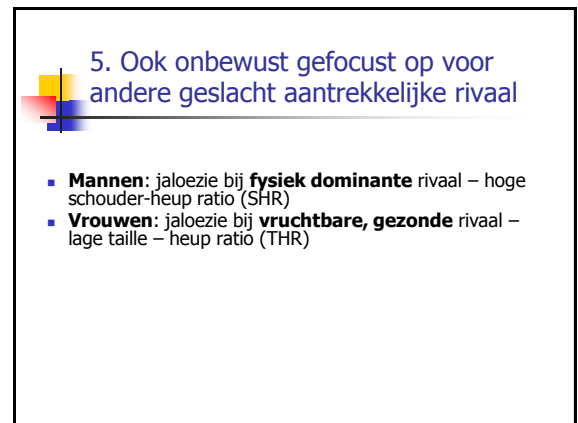 5. Ook onbewust gefocust op voor
andere geslacht aantrekkelijke rivaal
Mannen: jaloezie bij fysiek dominante rivaal – hoge
schouder-heup ratio (SHR)
Vrouwen: jaloezie bij vruchtbare, gezonde rivaal –
lage taille – heup ratio (THR)